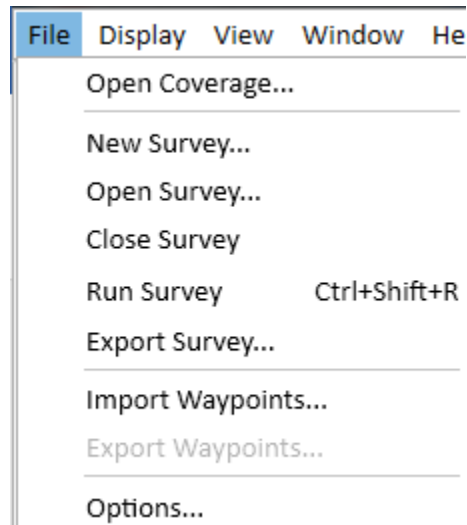 File Display View Window He
Open Coverage...
New Survey...
Open Survey...
Close Survey
Run Survey Ctrl+Shift+R
Export Survey...
Import Waypoints...
Export Waypoints...
Options...